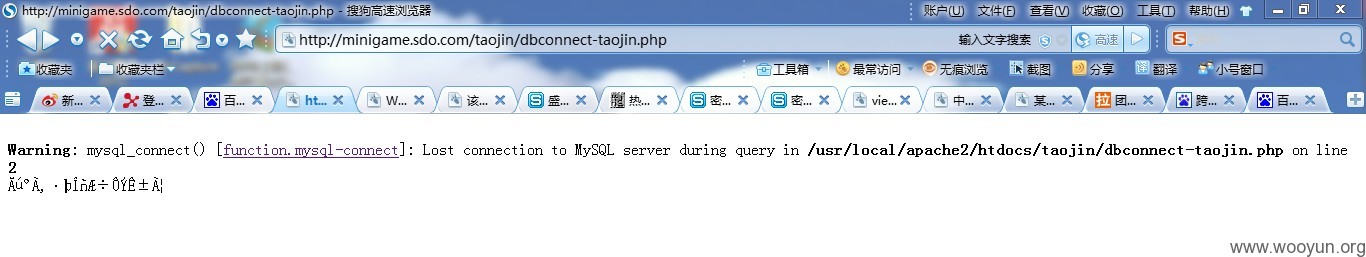 http://minigame.sdo.com/taojin/dbconnect-taojin.php - 搜狗高速浏览器
账户(U) 文件(F) 查看(V) 收藏(O) 工具(T) 帮助(H)
http://minigame.sdo.com/taojin/dbconnect-taojin.php 输入文字搜索 高速
收藏夹 收藏夹栏 工具箱 最常访问 无痕浏览 截图 分享 翻译 小号窗口
新... 登... 百... ht... W... 该... 盛... 热... 密... 密... vie... 中... 某... 团... 跨... 百...
Warning: mysql_connect() [function.mysql-connect]: Lost connection to MySQL server during query in /usr/local/apache2/htdocs/taojin/dbconnect-taojin.php on line
2
ÄúºÃ, ·þÎñÆ÷ÔÝÊ±À¦
www.wooyun.org